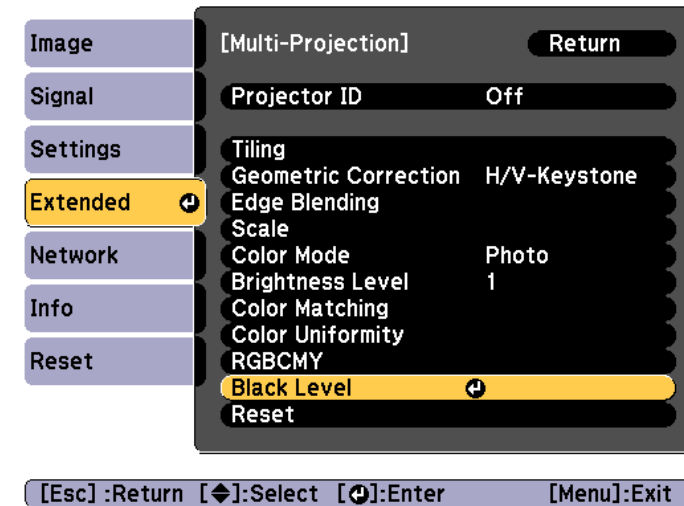 Image
Signal
Settings
Extended
Network
Info
Reset
[Multi-Projection] Return
Projector ID Off
Tiling
Geometric Correction H/V-Keystone
Edge Blending
Scale
Color Mode Photo
Brightness Level 1
Color Matching
Color Uniformity
RGBCMY
Black Level
Reset
[Esc] :Return [◆]:Select [↵]:Enter [Menu]:Exit